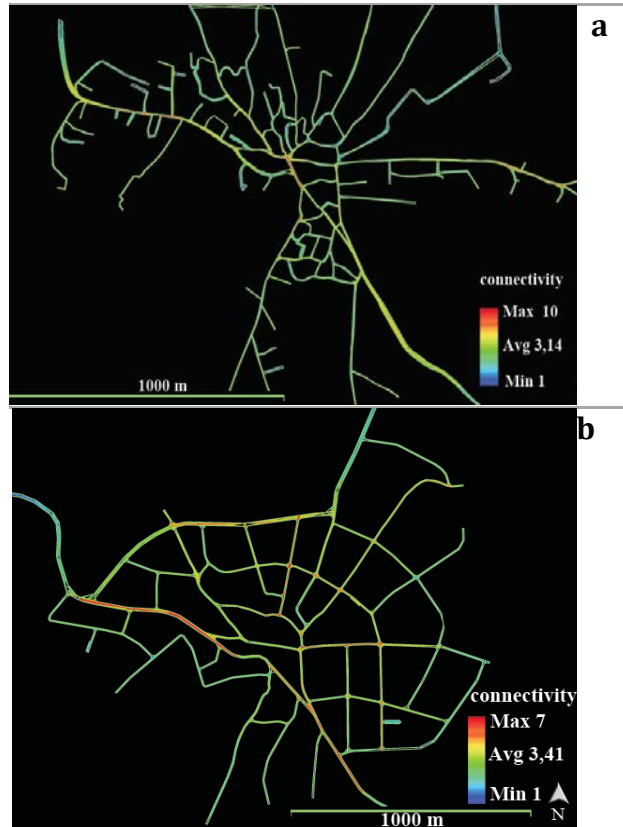 a
connectivity
Max 10
Avg 3,14
Min 1
1000 m
b
connectivity
Max 7
Avg 3,41
Min 1
N
1000 m